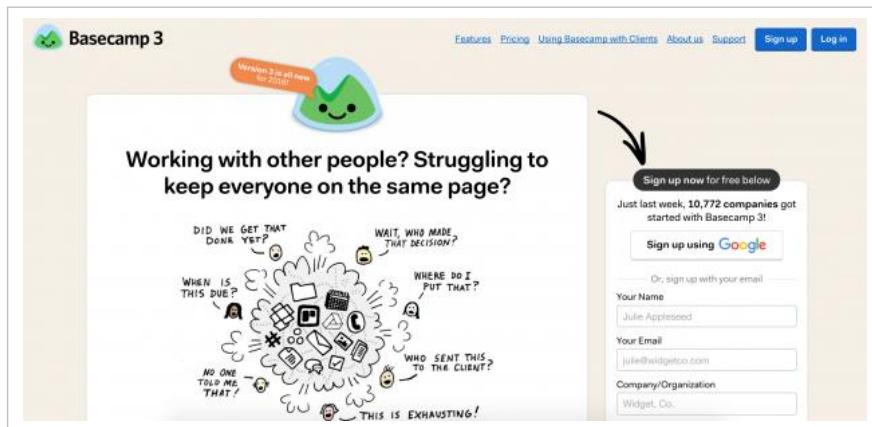 Basecamp 3
Features Pricing Using Basecamp with Clients About us Support Sign up Log in
Version 3 is all new
for 2016!
Working with other people? Struggling to
keep everyone on the same page?
DID WE GET THAT
DONE YET?
WAIT, WHO MADE
THAT DECISION?
WHEN IS
THIS DUE?
WHERE DO I
PUT THAT?
NO ONE
TOLD ME
THAT!
WHO SENT THIS
TO THE CLIENT?
THIS IS EXHAUSTING!
Sign up now for free below
Just last week, 10,772 companies got
started with Basecamp 3!
Sign up using Google
Or, sign up with your email
Your Name
Julie Appleseed
Your Email
julie@widgetco.com
Company/Organization
Widget, Co.